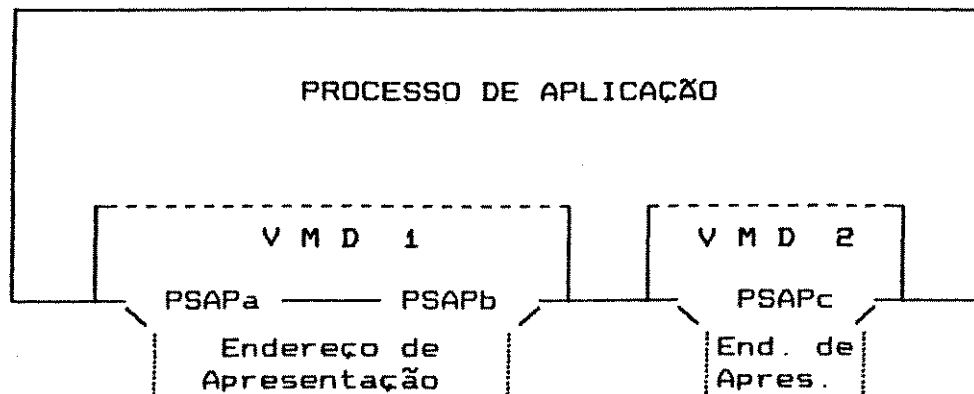 PROCESSO DE APLICAÇÃO
V M D 1
V M D 2
PSAPa
PSAPb
PSAPc
Endereço de
Apresentação
End. de
Apres.